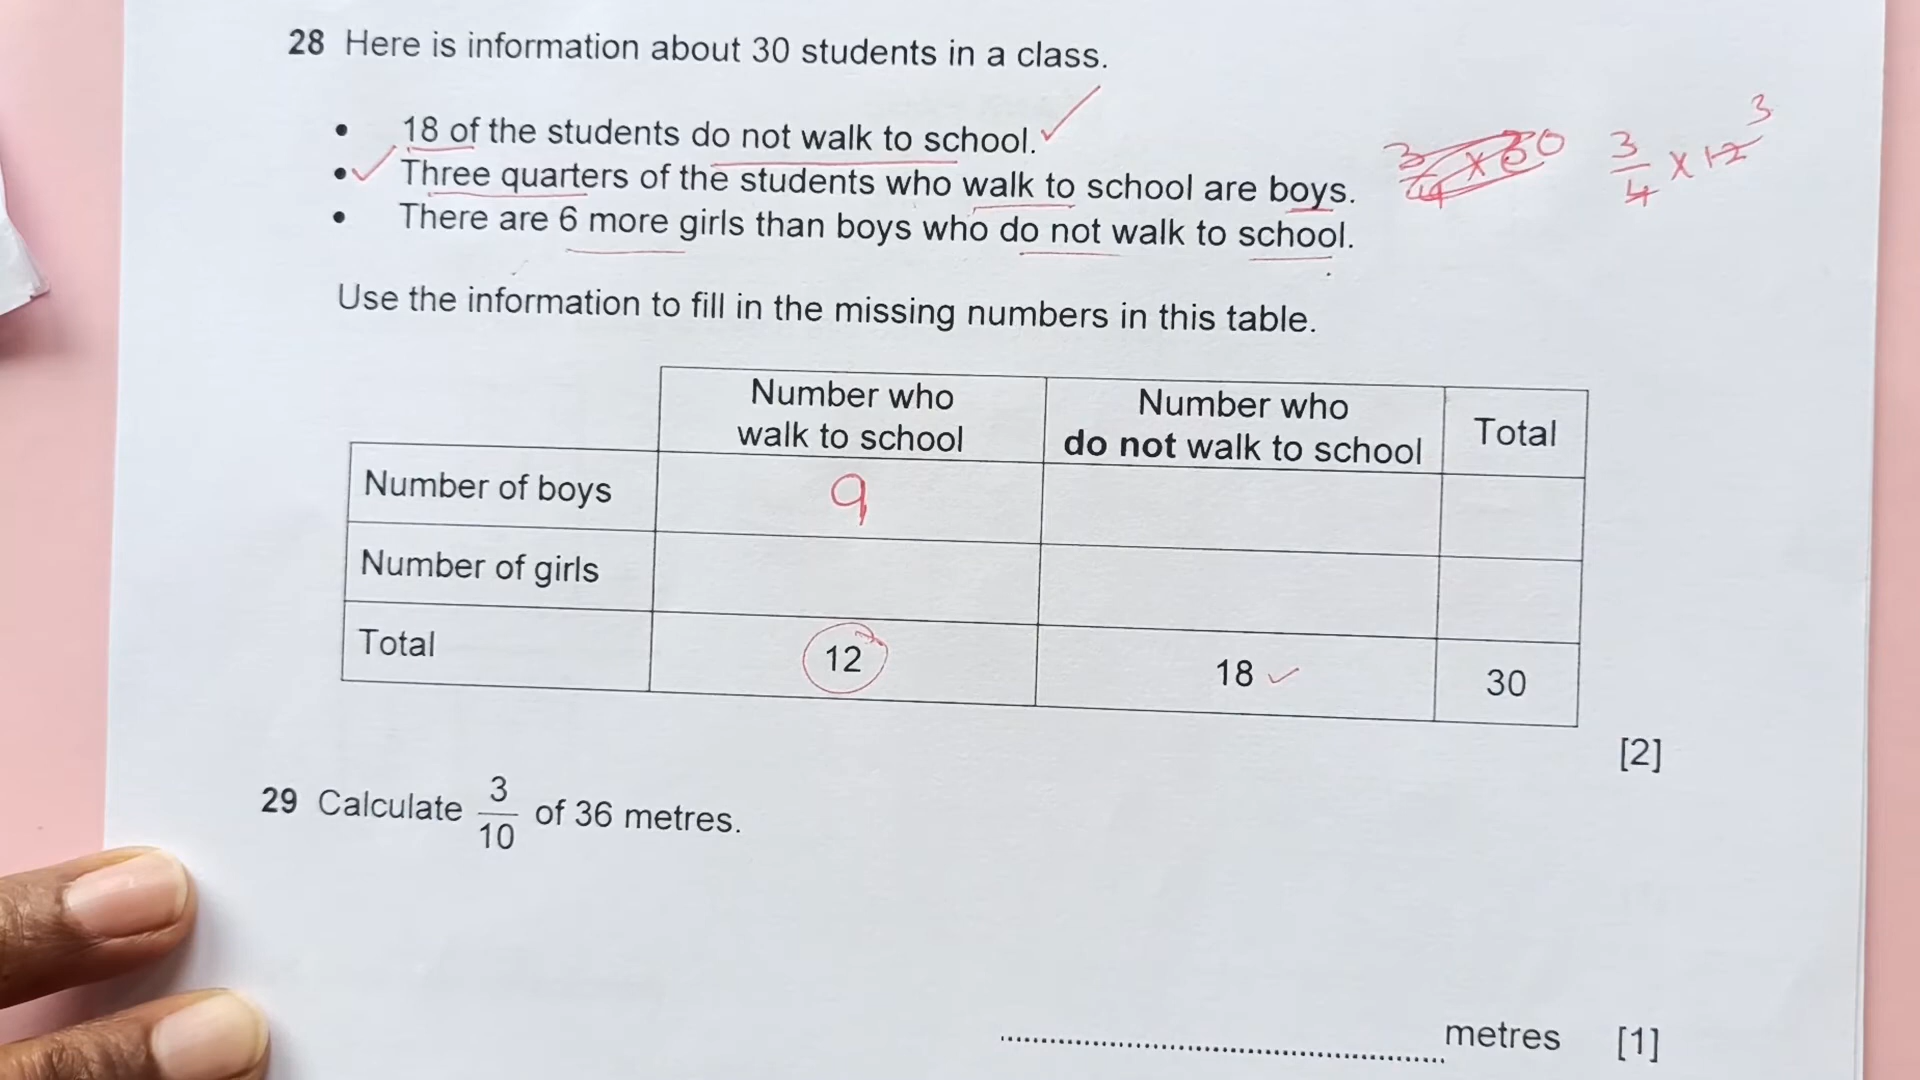 28 Here is information about 30 students in a class.
• 18 of the students do not walk to school.
• Three quarters of the students who walk to school are boys.
• There are 6 more girls than boys who do not walk to school.
3/4 x 30
3/4 x 12 3
Use the information to fill in the missing numbers in this table.
Number who walk to school
Number who do not walk to school
Total
Number of boys 9
Number of girls
Total 12 18 30
[2]
29 Calculate 3/10 of 36 metres.
metres [1]